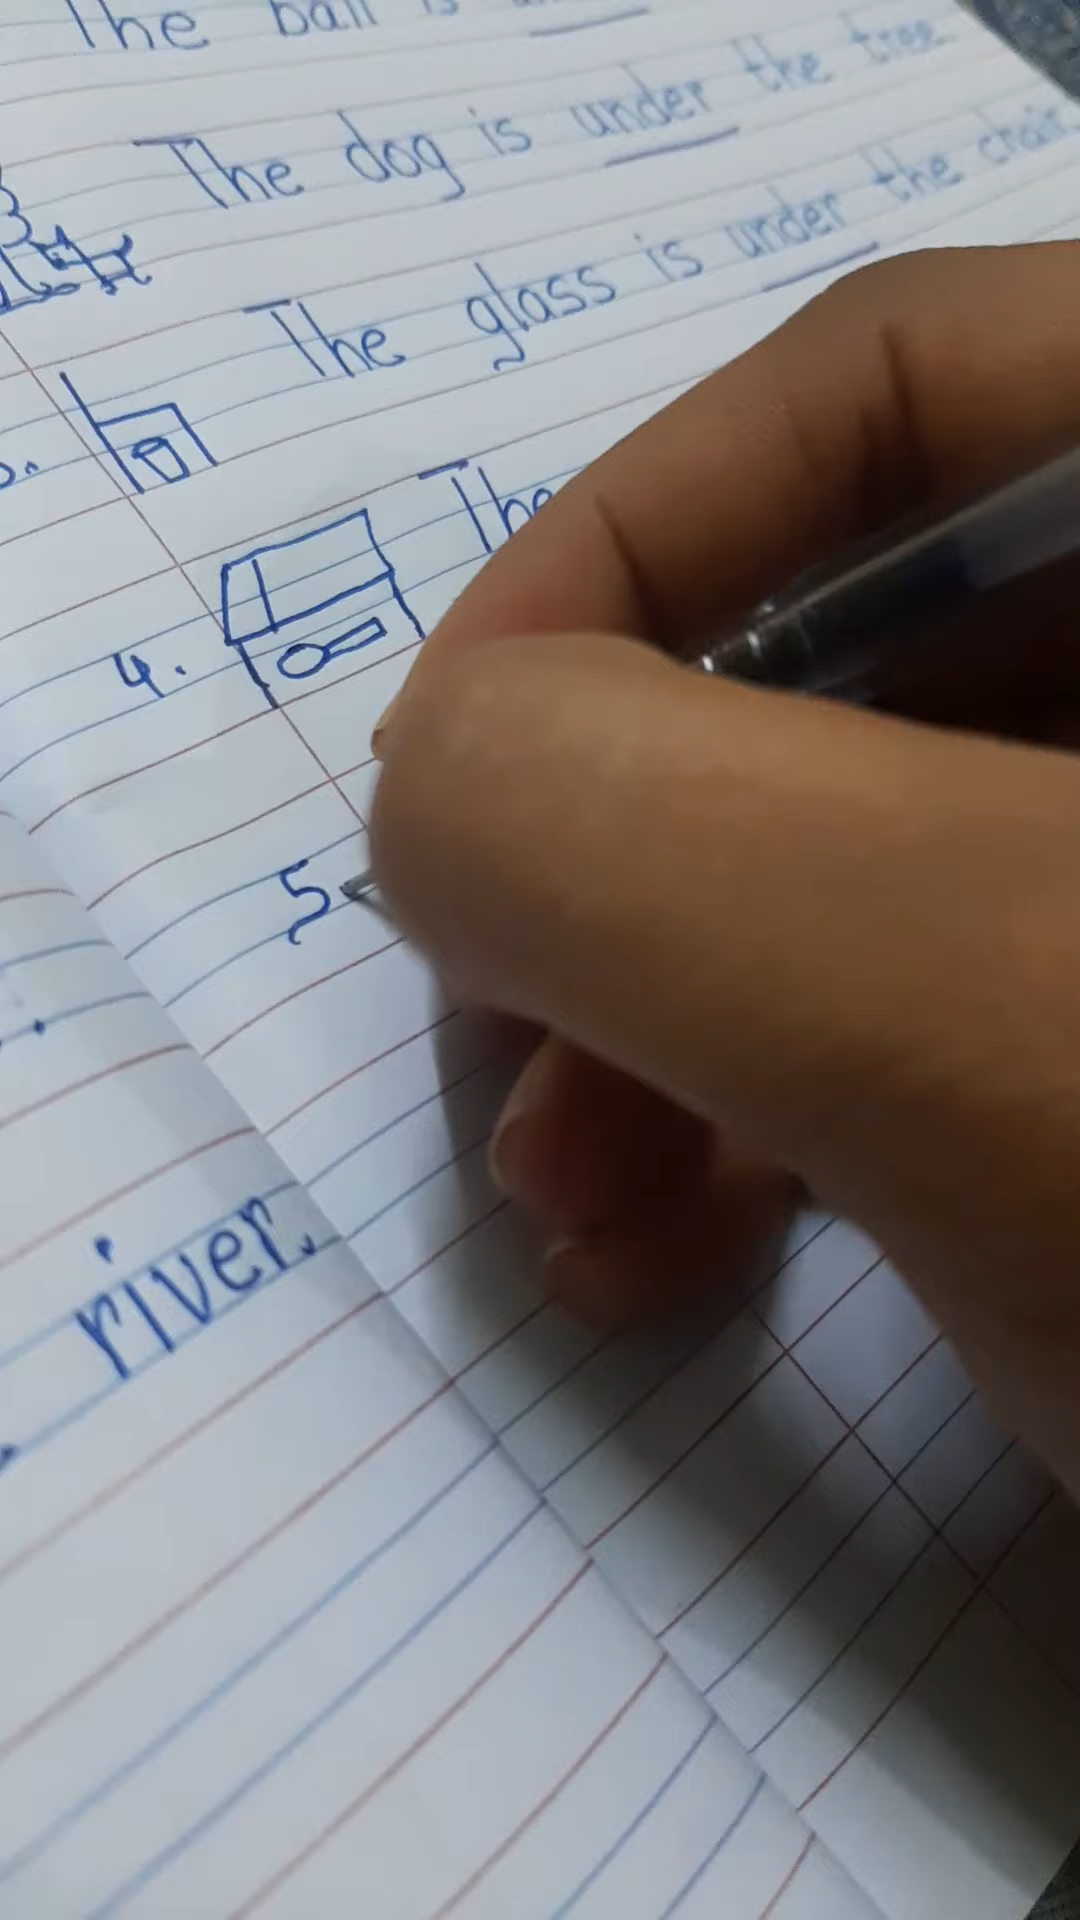 The ball is
The dog is under the tree
The glass is under the chair.
4. The
5
river.